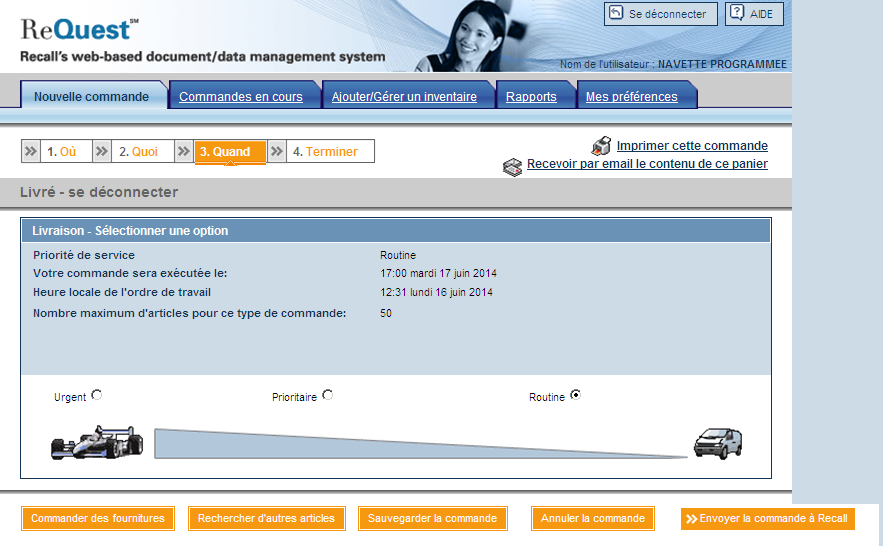 Se déconnecter AIDE
ReQuest SM
Recall's web-based document/data management system
Nom de l'utilisateur : NAVETTE PROGRAMMEE
Nouvelle commande Commandes en cours Ajouter/Gérer un inventaire Rapports Mes préférences
1. Où 2. Quoi 3. Quand 4. Terminer
Imprimer cette commande
Recevoir par email le contenu de ce panier
Livré - se déconnecter
Livraison - Sélectionner une option
Priorité de service Routine
Votre commande sera exécutée le: 17:00 mardi 17 juin 2014
Heure locale de l'ordre de travail 12:31 lundi 16 juin 2014
Nombre maximum d'articles pour ce type de commande: 50
Urgent Prioritaire Routine
Commander des fournitures Rechercher d'autres articles Sauvegarder la commande Annuler la commande Envoyer la commande à Recall